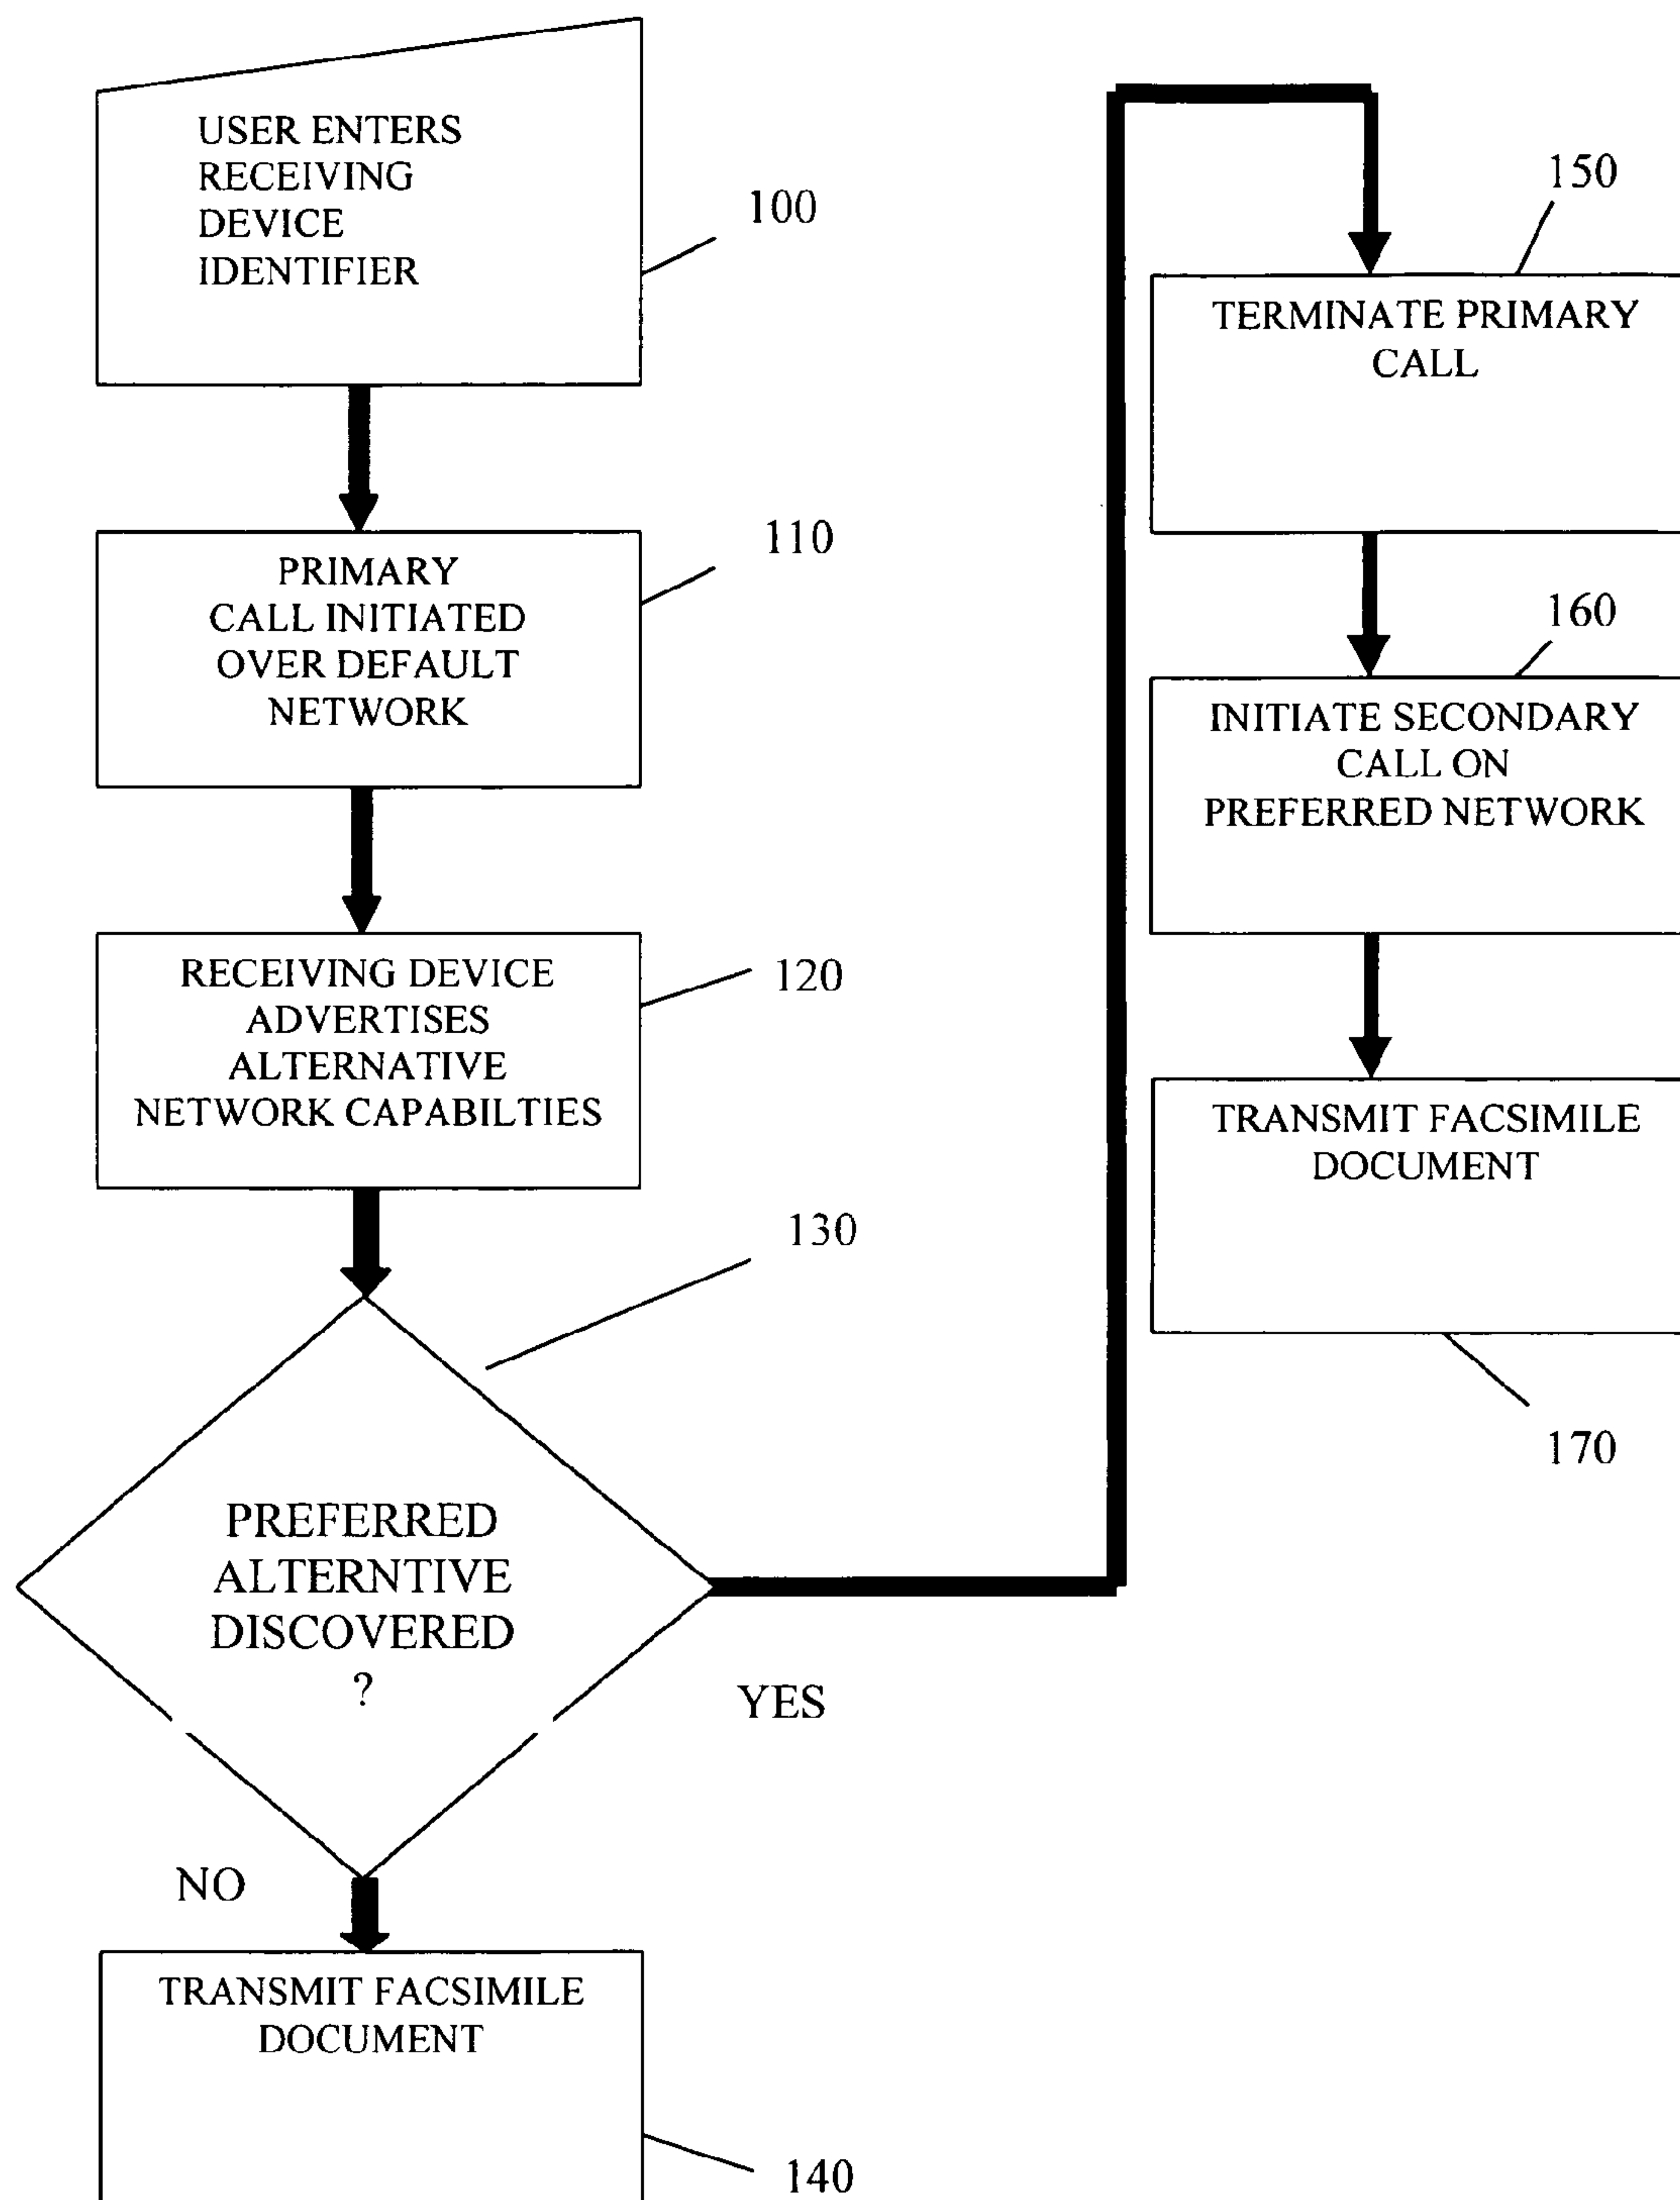 USER ENTERS
RECEIVING
DEVICE
IDENTIFIER
100
PRIMARY
CALL INITIATED
OVER DEFAULT
NETWORK
110
RECEIVING DEVICE
ADVERTISES
ALTERNATIVE
NETWORK CAPABILTIES
120
130
PREFERRED
ALTERNTIVE
DISCOVERED
?
YES
NO
TRANSMIT FACSIMILE
DOCUMENT
140
150
TERMINATE PRIMARY
CALL
160
INITIATE SECONDARY
CALL ON
PREFERRED NETWORK
TRANSMIT FACSIMILE
DOCUMENT
170